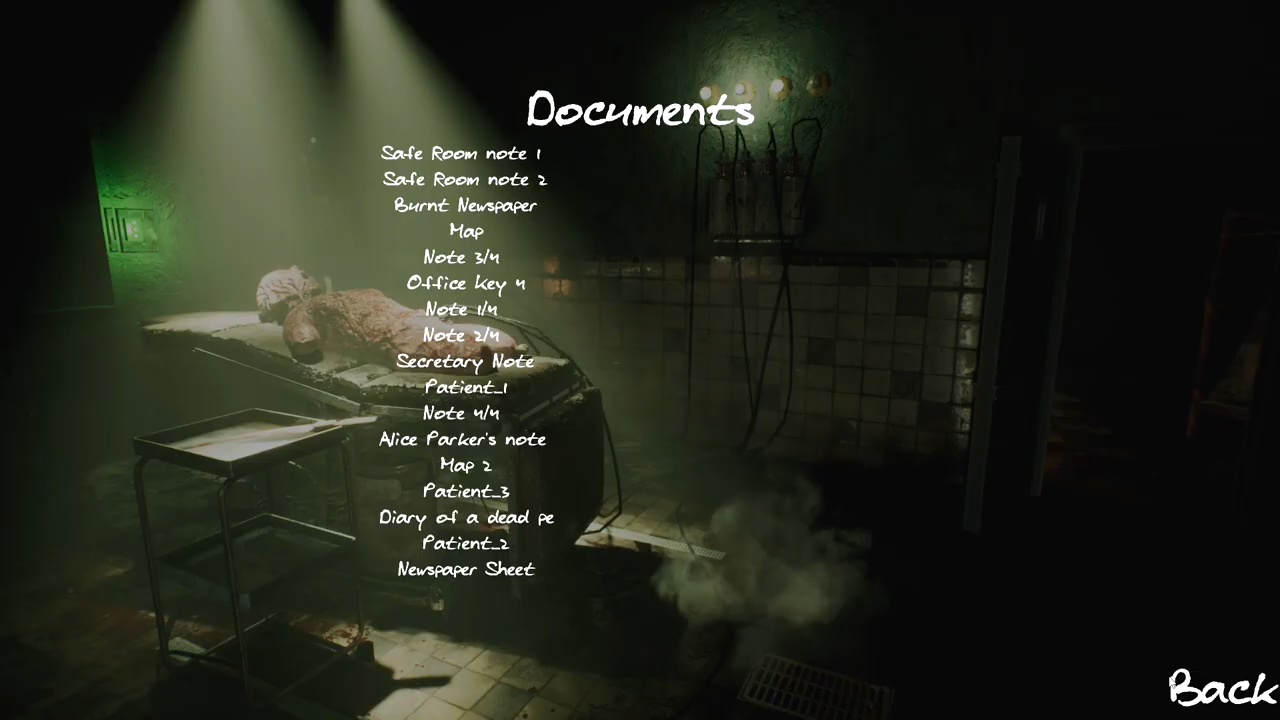 Documents
Safe Room note 1
Safe Room note 2
Burnt Newspaper
Map
Note 3/4
Office Key 4
Note 1/4
Note 2/4
Secretary Note
Patient_1
Note 4/4
Alice Parker's note
Map 2
Patient_3
Diary of a dead pe
Patient_2
Newspaper Sheet
Back